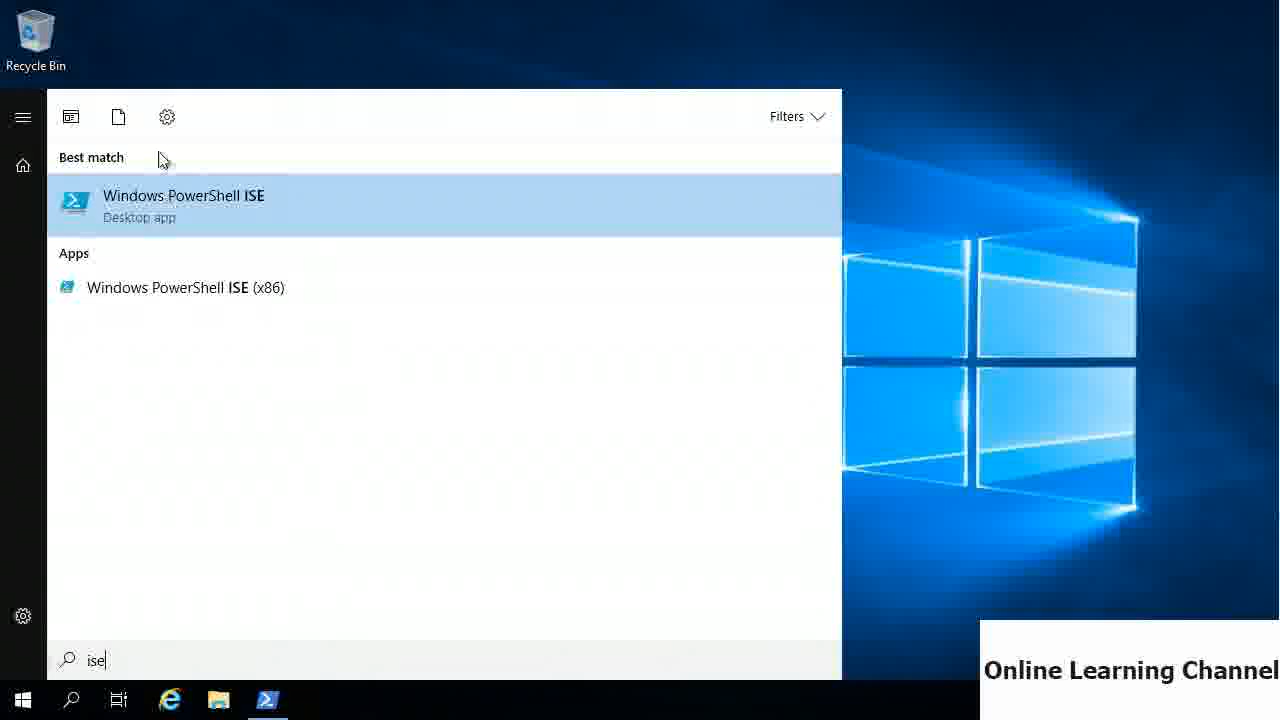 Recycle Bin
Filters
Best match
Windows PowerShell ISE
Desktop app
Apps
Windows PowerShell ISE (x86)
ise
Online Learning Channel